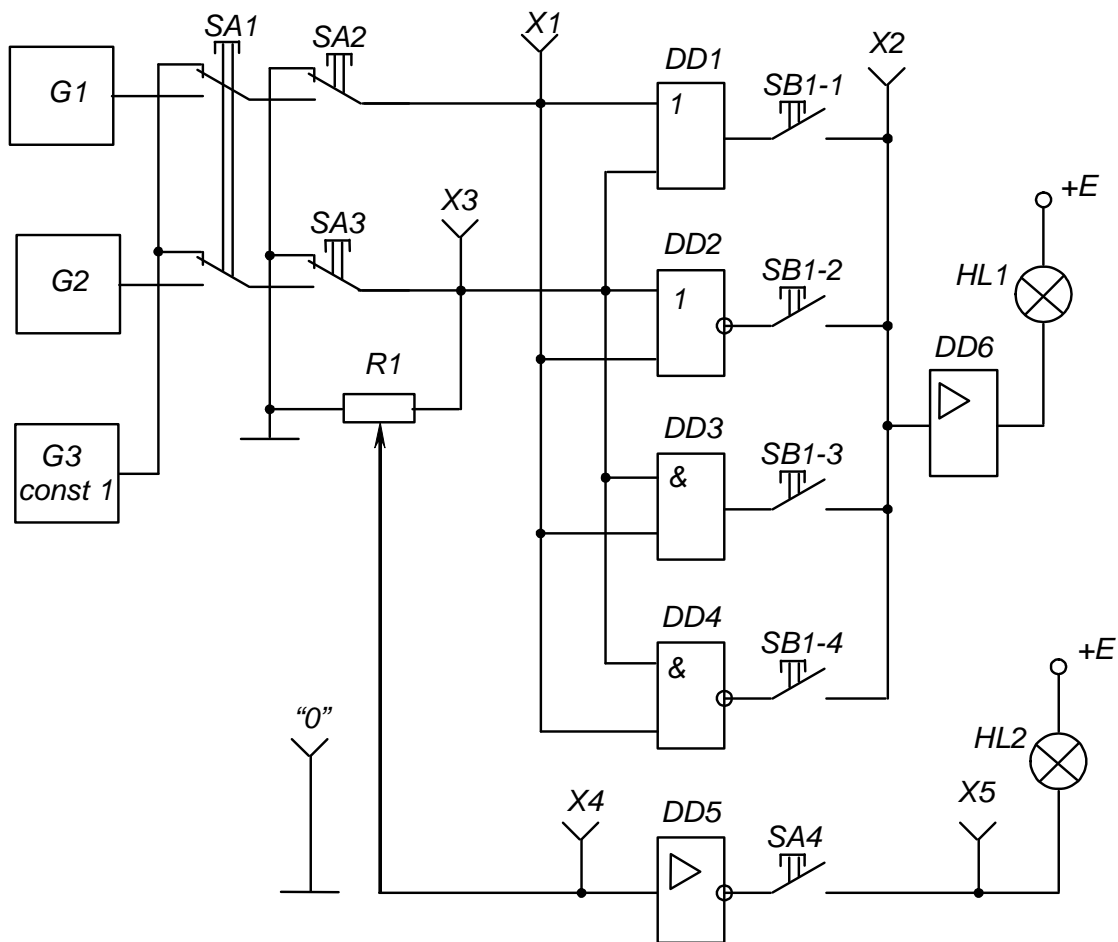 SA1
SA2
X1
DD1
X2
G1
1
SB1-1
X3
SA3
+E
G2
DD2
SB1-2
HL1
1
R1
DD6
G3
const 1
DD3
SB1-3
&
DD4
SB1-4
&
+E
“0”
HL2
X4
DD5
SA4
X5